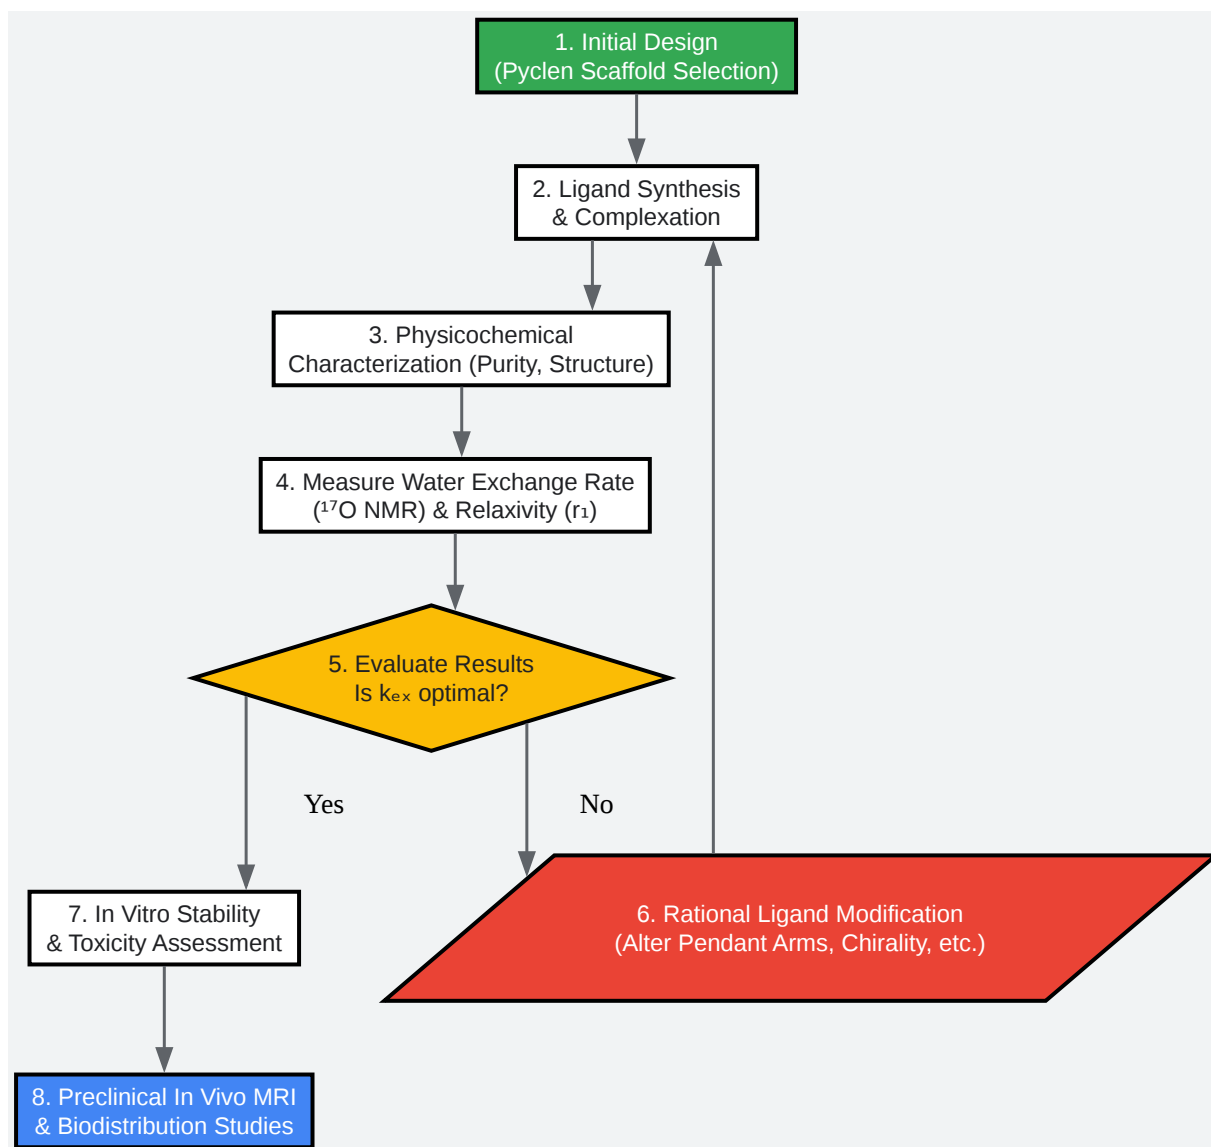 1. Initial Design
(Pyclen Scaffold Selection)
2. Ligand Synthesis
& Complexation
3. Physicochemical
Characterization (Purity, Structure)
4. Measure Water Exchange Rate
(¹⁷O NMR) & Relaxivity (r₁)
5. Evaluate Results
Is kₑₓ optimal?
Yes
No
6. Rational Ligand Modification
(Alter Pendant Arms, Chirality, etc.)
7. In Vitro Stability
& Toxicity Assessment
8. Preclinical In Vivo MRI
& Biodistribution Studies